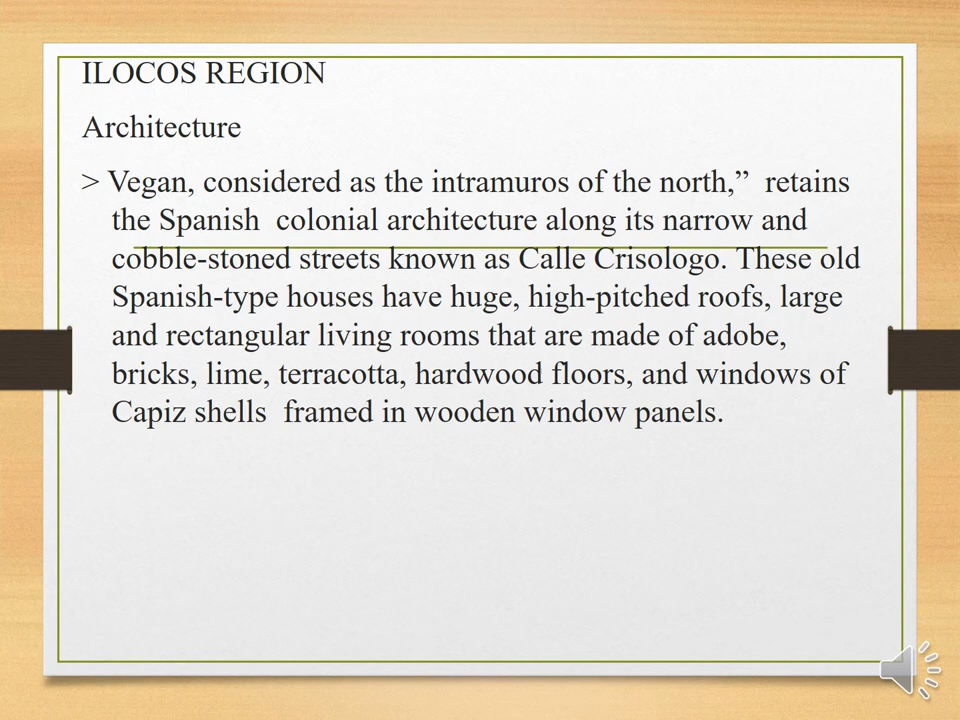 ILOCOS REGION
Architecture
> Vegan, considered as the intramuros of the north,”  retains
the Spanish  colonial architecture along its narrow and
cobble-stoned streets known as Calle Crisologo. These old
Spanish-type houses have huge, high-pitched roofs, large
and rectangular living rooms that are made of adobe,
bricks, lime, terracotta, hardwood floors, and windows of
Capiz shells  framed in wooden window panels.